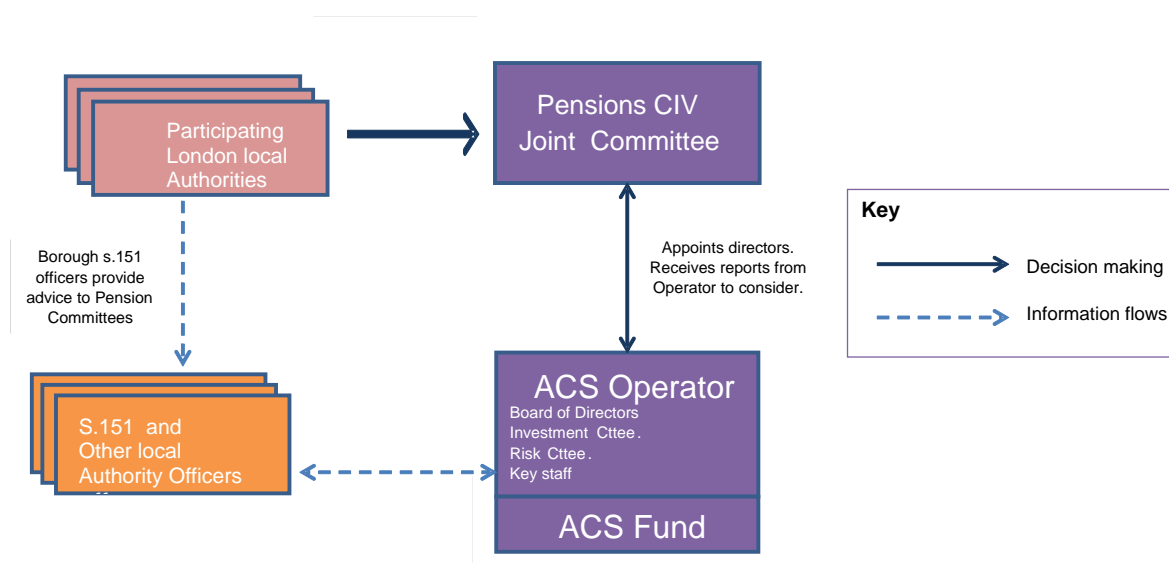 Participating
London local
Authorities
Pensions CIV
Joint Committee
Key
Decision making
Information flows
Borough s.151
officers provide
advice to Pension
Committees
Appoints directors.
Receives reports from
Operator to consider.
S.151 and
Other local
Authority Officers
ACS Operator
Board of Directors
Investment Cttee.
Risk Cttee.
Key staff
ACS Fund